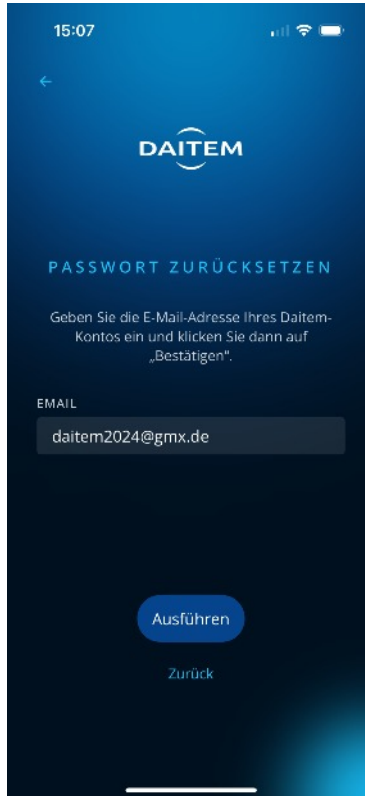 15:07
DAITEM
PASSWORT ZURÜCKSETZEN
Geben Sie die E-Mail-Adresse Ihres Daitem-
Kontos ein und klicken Sie dann auf
„Bestätigen".
EMAIL
daitem2024@gmx.de
Ausführen
Zurück